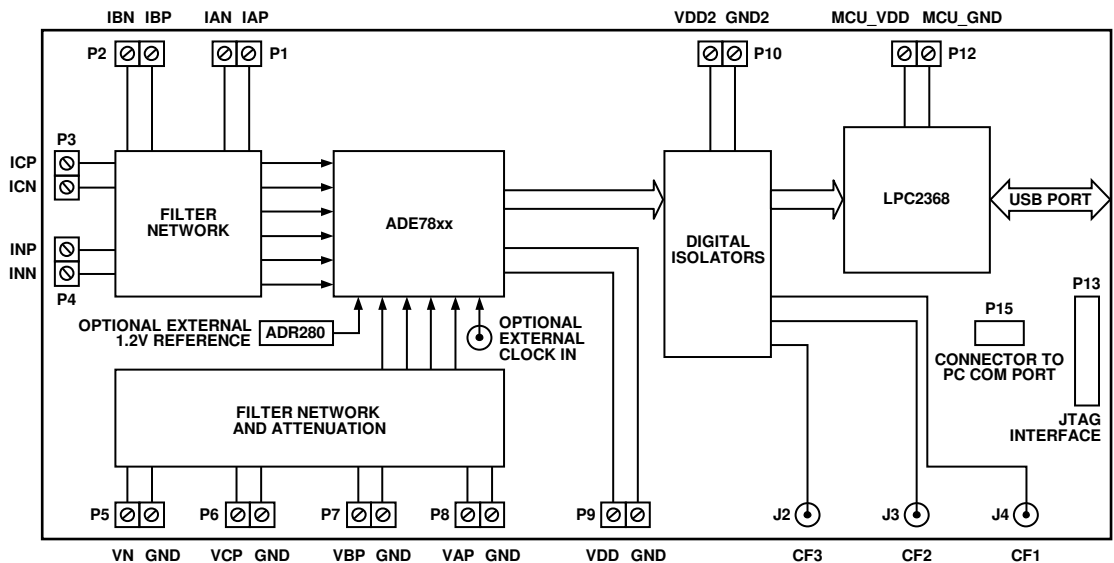 IBN IBP IAN IAP VDD2 GND2 MCU_VDD MCU_GND
P2 P1 P10 P12
P3
ICP
ICN
INP
INN
P4
FILTER
NETWORK
ADE78xx
DIGITAL
ISOLATORS
LPC2368
USB PORT
OPTIONAL EXTERNAL
1.2V REFERENCE
ADR280
OPTIONAL
EXTERNAL
CLOCK IN
P15
CONNECTOR TO
PC COM PORT
P13
JTAG
INTERFACE
FILTER NETWORK
AND ATTENUATION
P5 P6 P7 P8 P9 J2 J3 J4
VN GND VCP GND VBP GND VAP GND VDD GND CF3 CF2 CF1